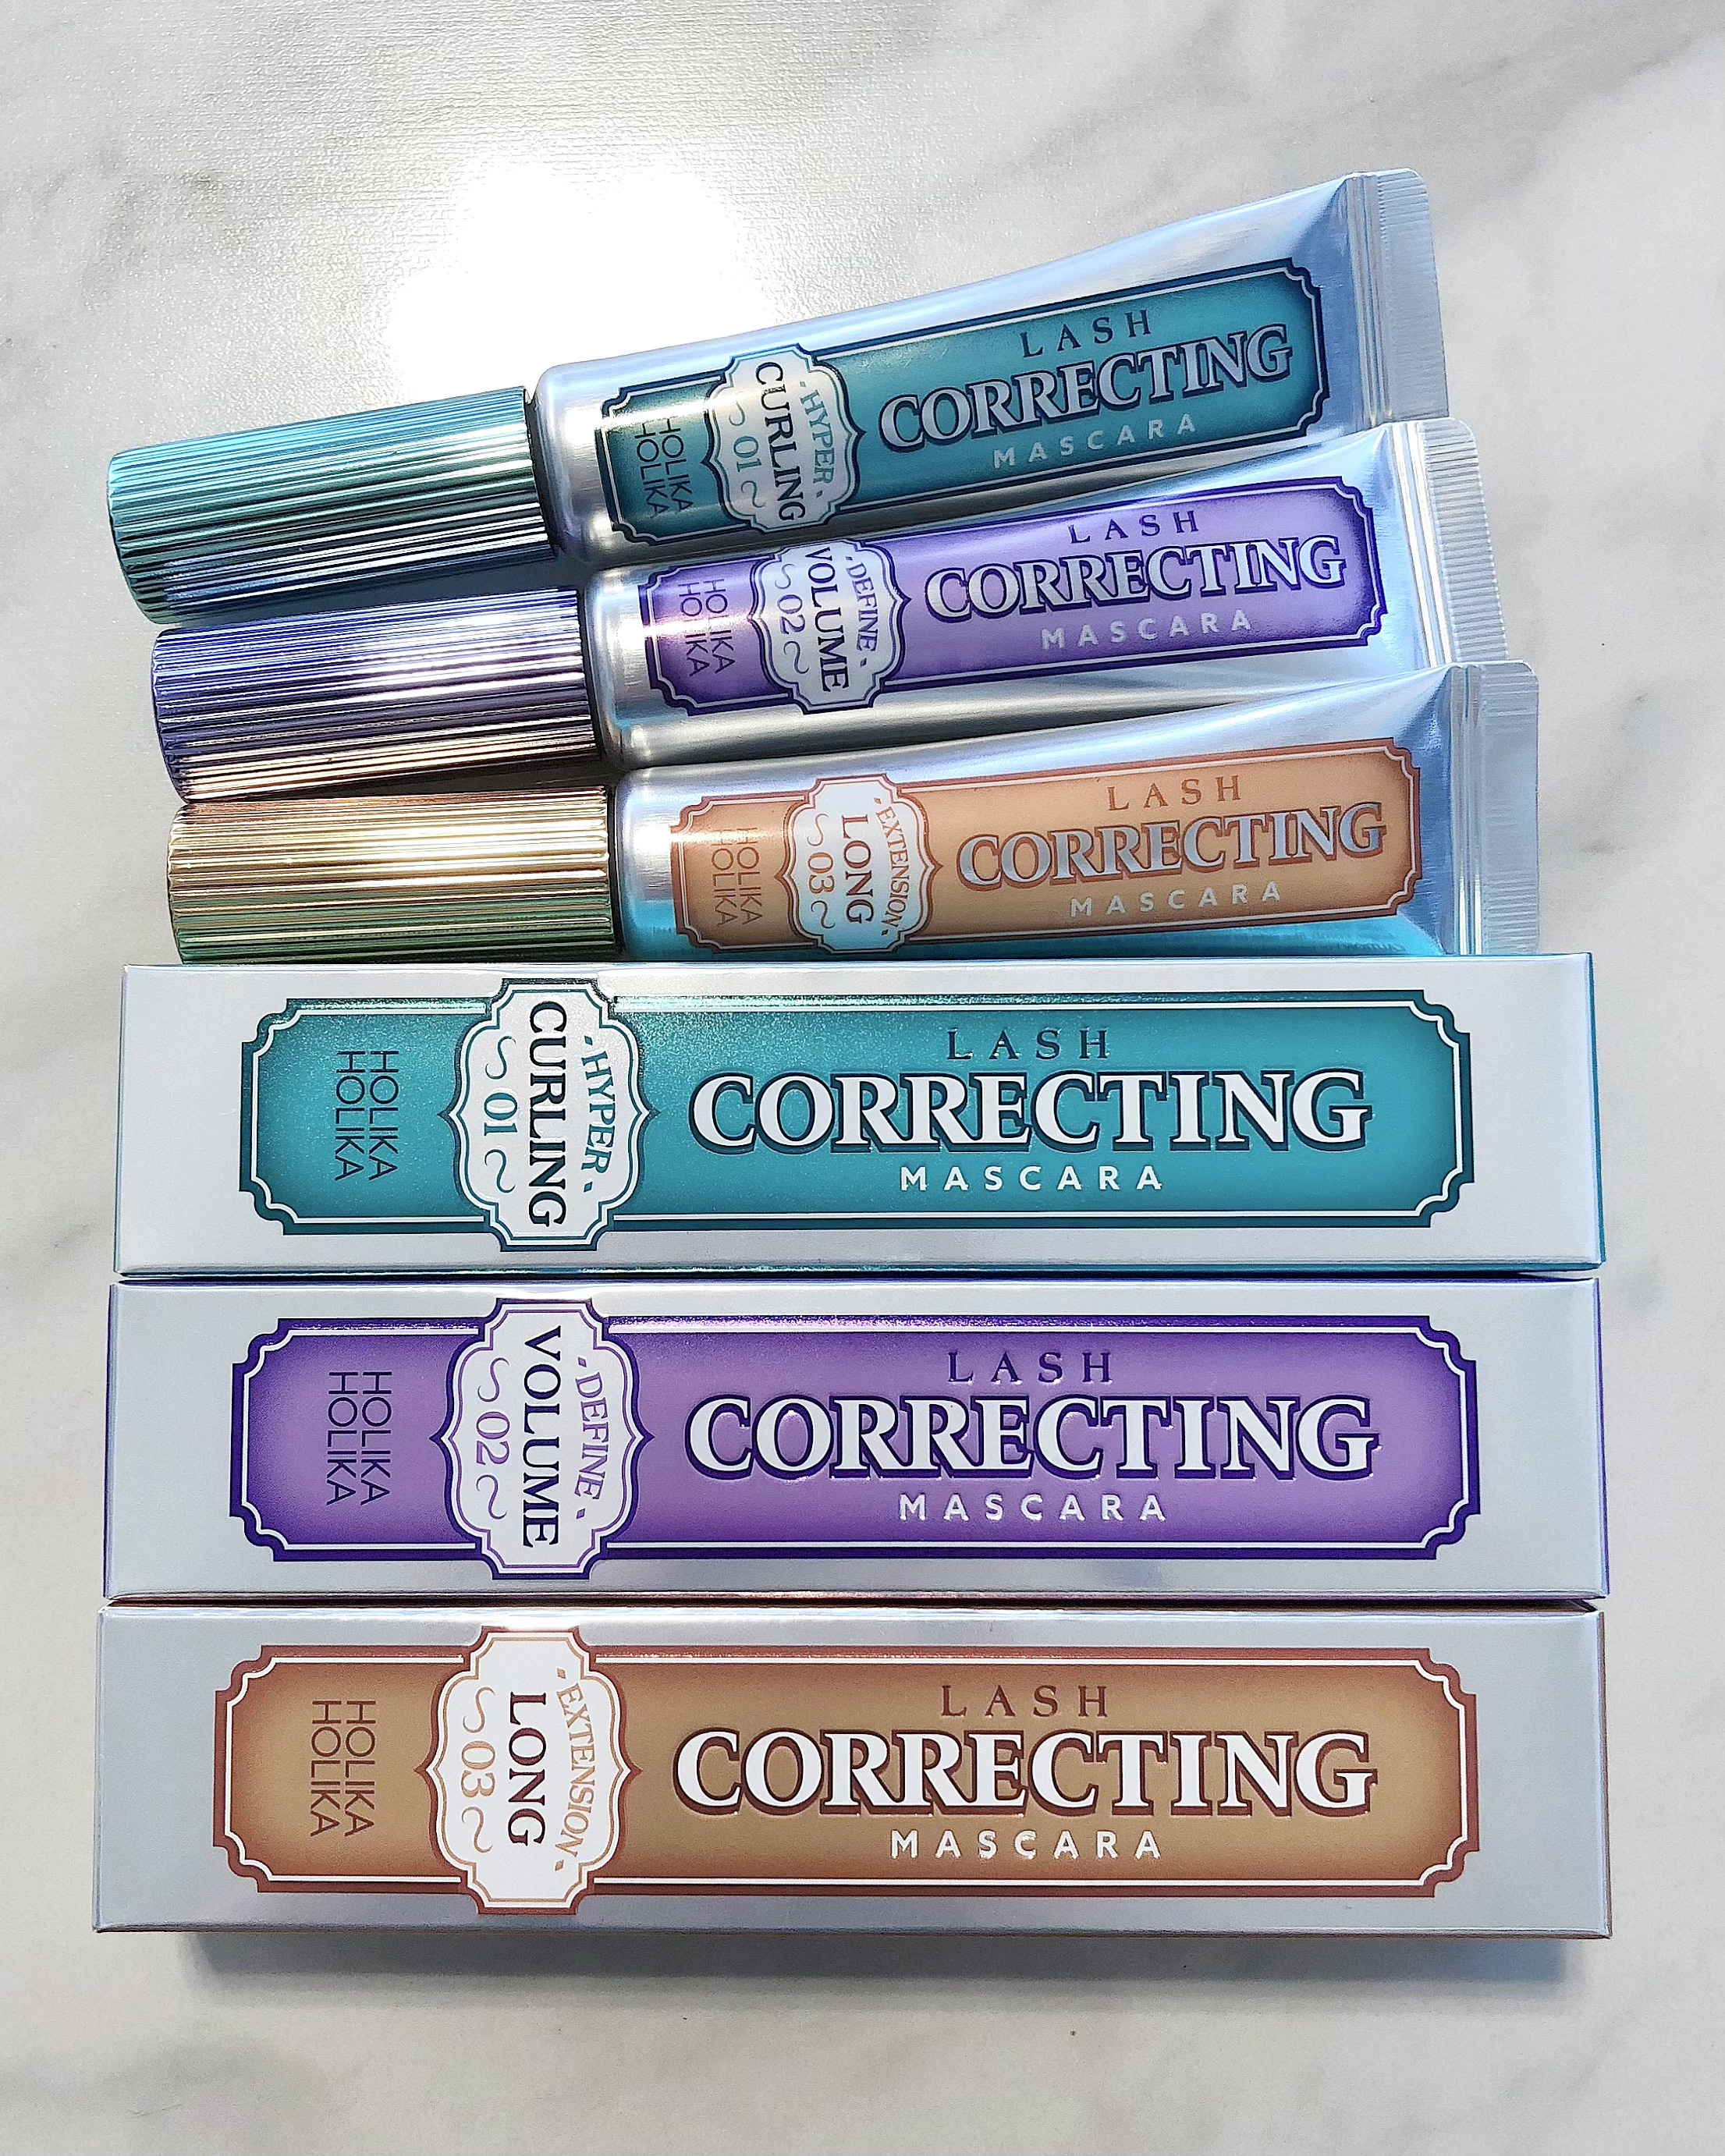 LASH
CORRECTING
MASCARA
-HYPER-
CURLING
01
HOLIKA
HOLIKA
LASH
CORRECTING
MASCARA
-DEFINE-
VOLUME
02
HOLIKA
HOLIKA
LASH
CORRECTING
MASCARA
-EXTENSION-
LONG
03
HOLIKA
HOLIKA
LASH
CORRECTING
MASCARA
-HYPER-
CURLING
01
HOLIKA
HOLIKA
LASH
CORRECTING
MASCARA
-DEFINE-
VOLUME
02
HOLIKA
HOLIKA
LASH
CORRECTING
MASCARA
-EXTENSION-
LONG
03
HOLIKA
HOLIKA